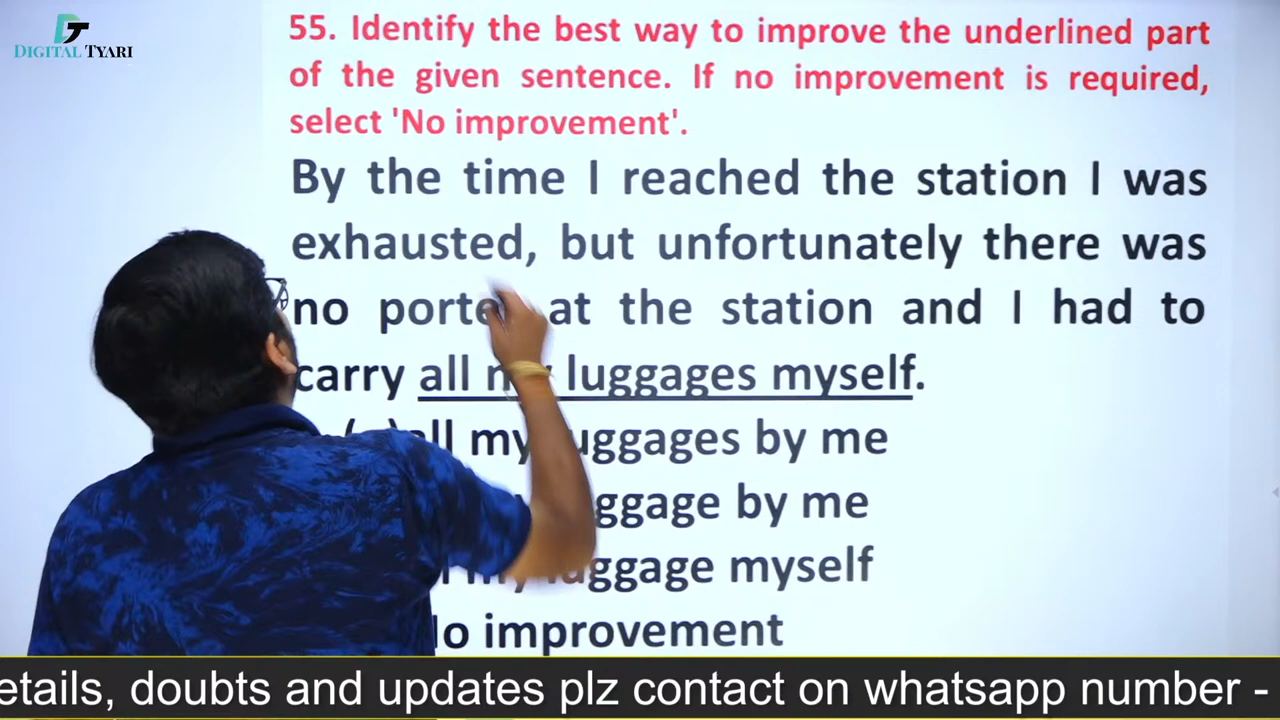 DT
DIGITAL TYARI
55. Identify the best way to improve the underlined part
of the given sentence. If no improvement is required,
select 'No improvement'.
By the time I reached the station I was
exhausted, but unfortunately there was
no at the station and I had to
carry all luggages myself.
all my luggages by me
by me
myself
improvement
details, doubts and updates plz contact on whatsapp number -